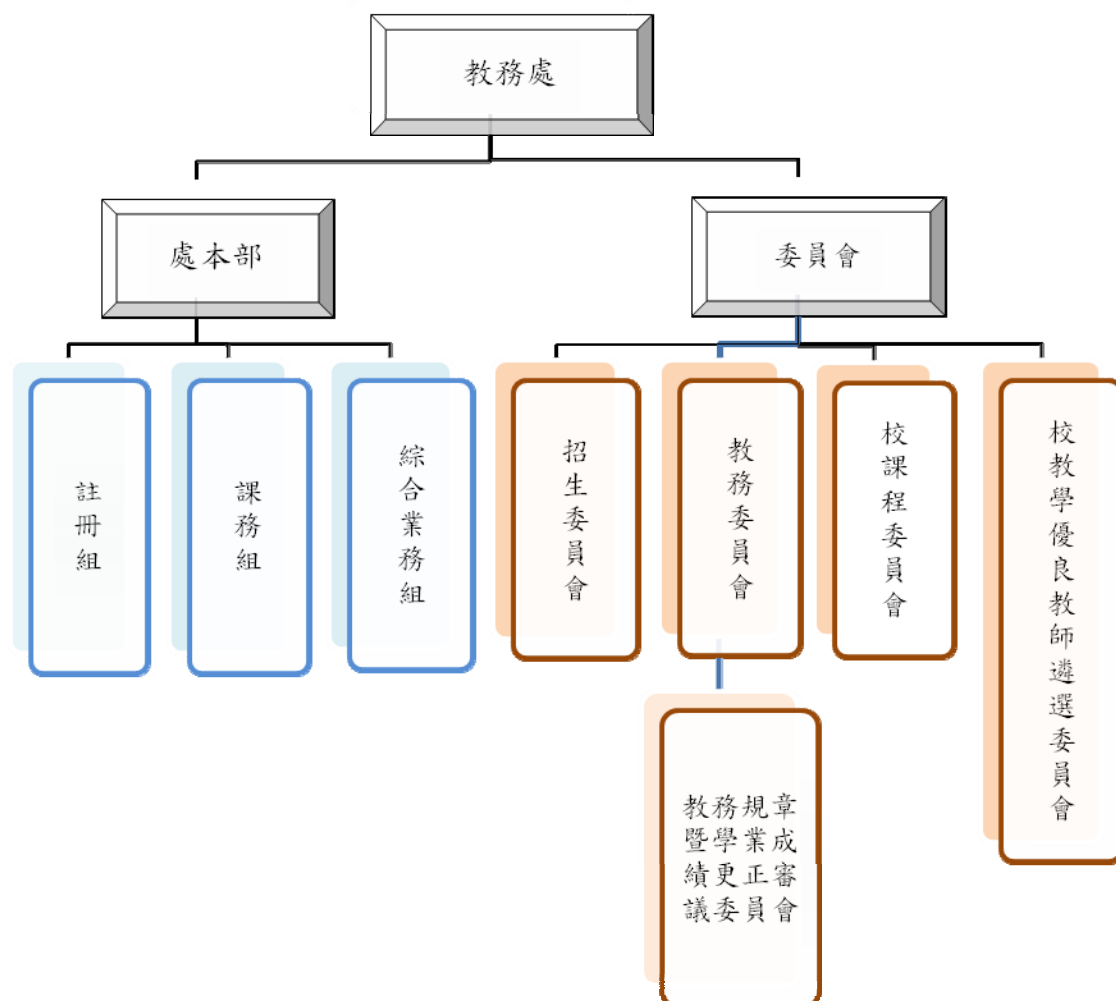 教務處
處本部
委員會
註冊組
課務組
綜合業務組
招生委員會
教務委員會
校課程委員會
校教學優良教師遴選委員會
教務規章
暨學業成
績更正審
議委員會